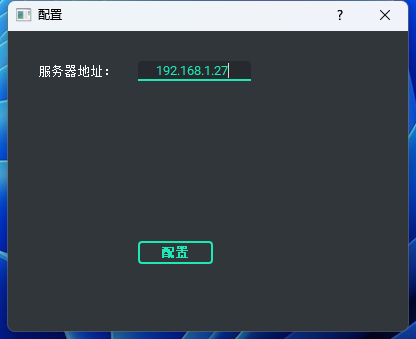 配置
?
服务器地址：
192.168.1.27
配置